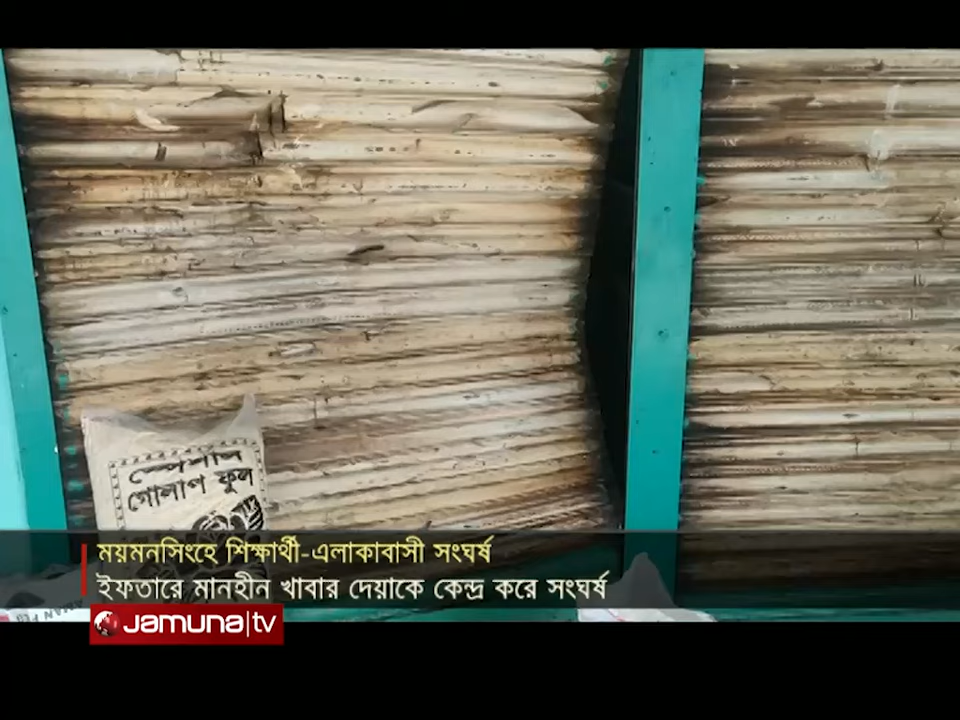 স্পেশাল
গোলাপ ফুল
ময়মনসিংহে শিক্ষার্থী-এলাকাবাসী সংঘর্ষ
ইফতারে মানহীন খাবার দেয়াকে কেন্দ্র করে সংঘর্ষ
Jamuna|tv